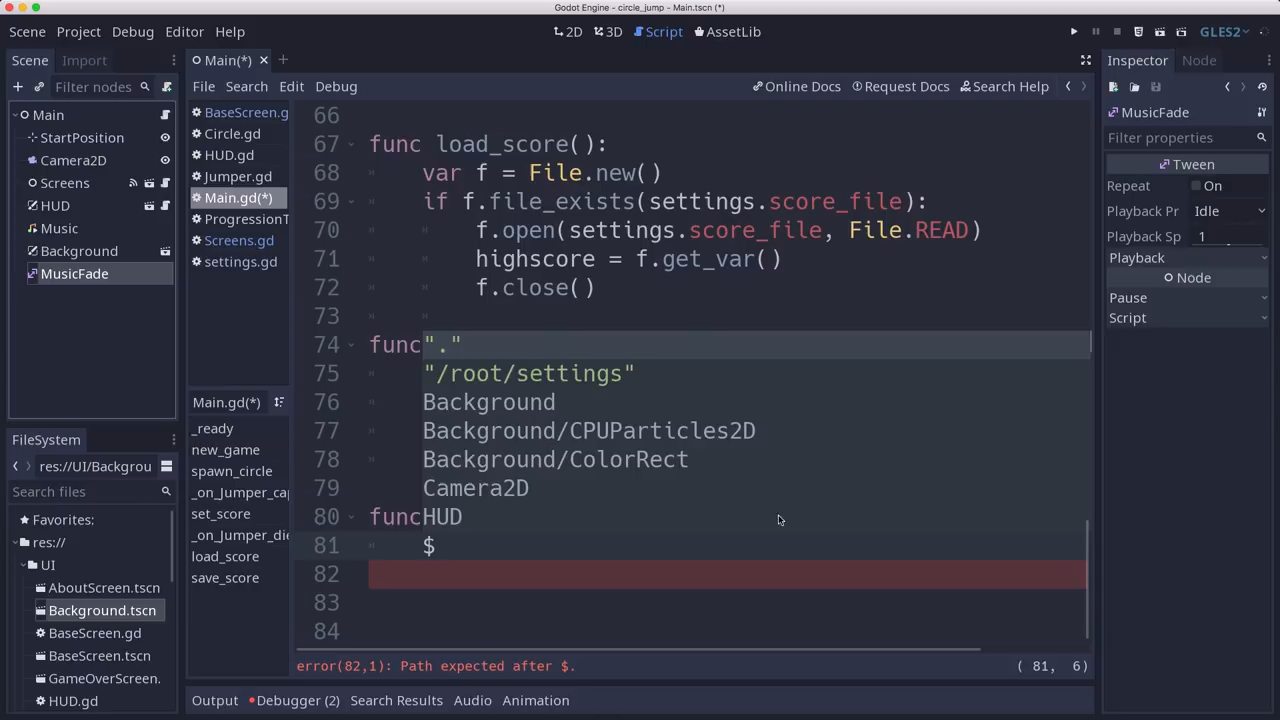 Godot Engine - circle_jump - Main.tscn (*)
Scene Project Debug Editor Help
2D 3D Script AssetLib
GLES2
Scene Import
Filter nodes
Main
StartPosition
Camera2D
Screens
HUD
Music
Background
MusicFade
FileSystem
res://UI/Backgrou
Search files
Favorites:
res://
UI
AboutScreen.tscn
Background.tscn
BaseScreen.gd
BaseScreen.tscn
GameOverScreen.
HUD.gd
Main(*)
File Search Edit Debug
Online Docs Request Docs Search Help
BaseScreen.g
Circle.gd
HUD.gd
Jumper.gd
Main.gd(*)
ProgressionT
Screens.gd
settings.gd
Main.gd(*)
_ready
new_game
spawn_circle
_on_Jumper_cap
set_score
_on_Jumper_die
load_score
save_score
66
67 func load_score():
68 var f = File.new()
69 if f.file_exists(settings.score_file):
70 f.open(settings.score_file, File.READ)
71 highscore = f.get_var()
72 f.close()
73
74 func "."
75 "/root/settings"
76 Background
77 Background/CPUParticles2D
78 Background/ColorRect
79 Camera2D
80 func HUD
81 $
82
83
84
error(82,1): Path expected after $.
( 81, 6)
Output Debugger (2) Search Results Audio Animation
Inspector Node
MusicFade
Filter properties
Tween
Repeat On
Playback Pr Idle
Playback Sp 1
Playback
Node
Pause
Script